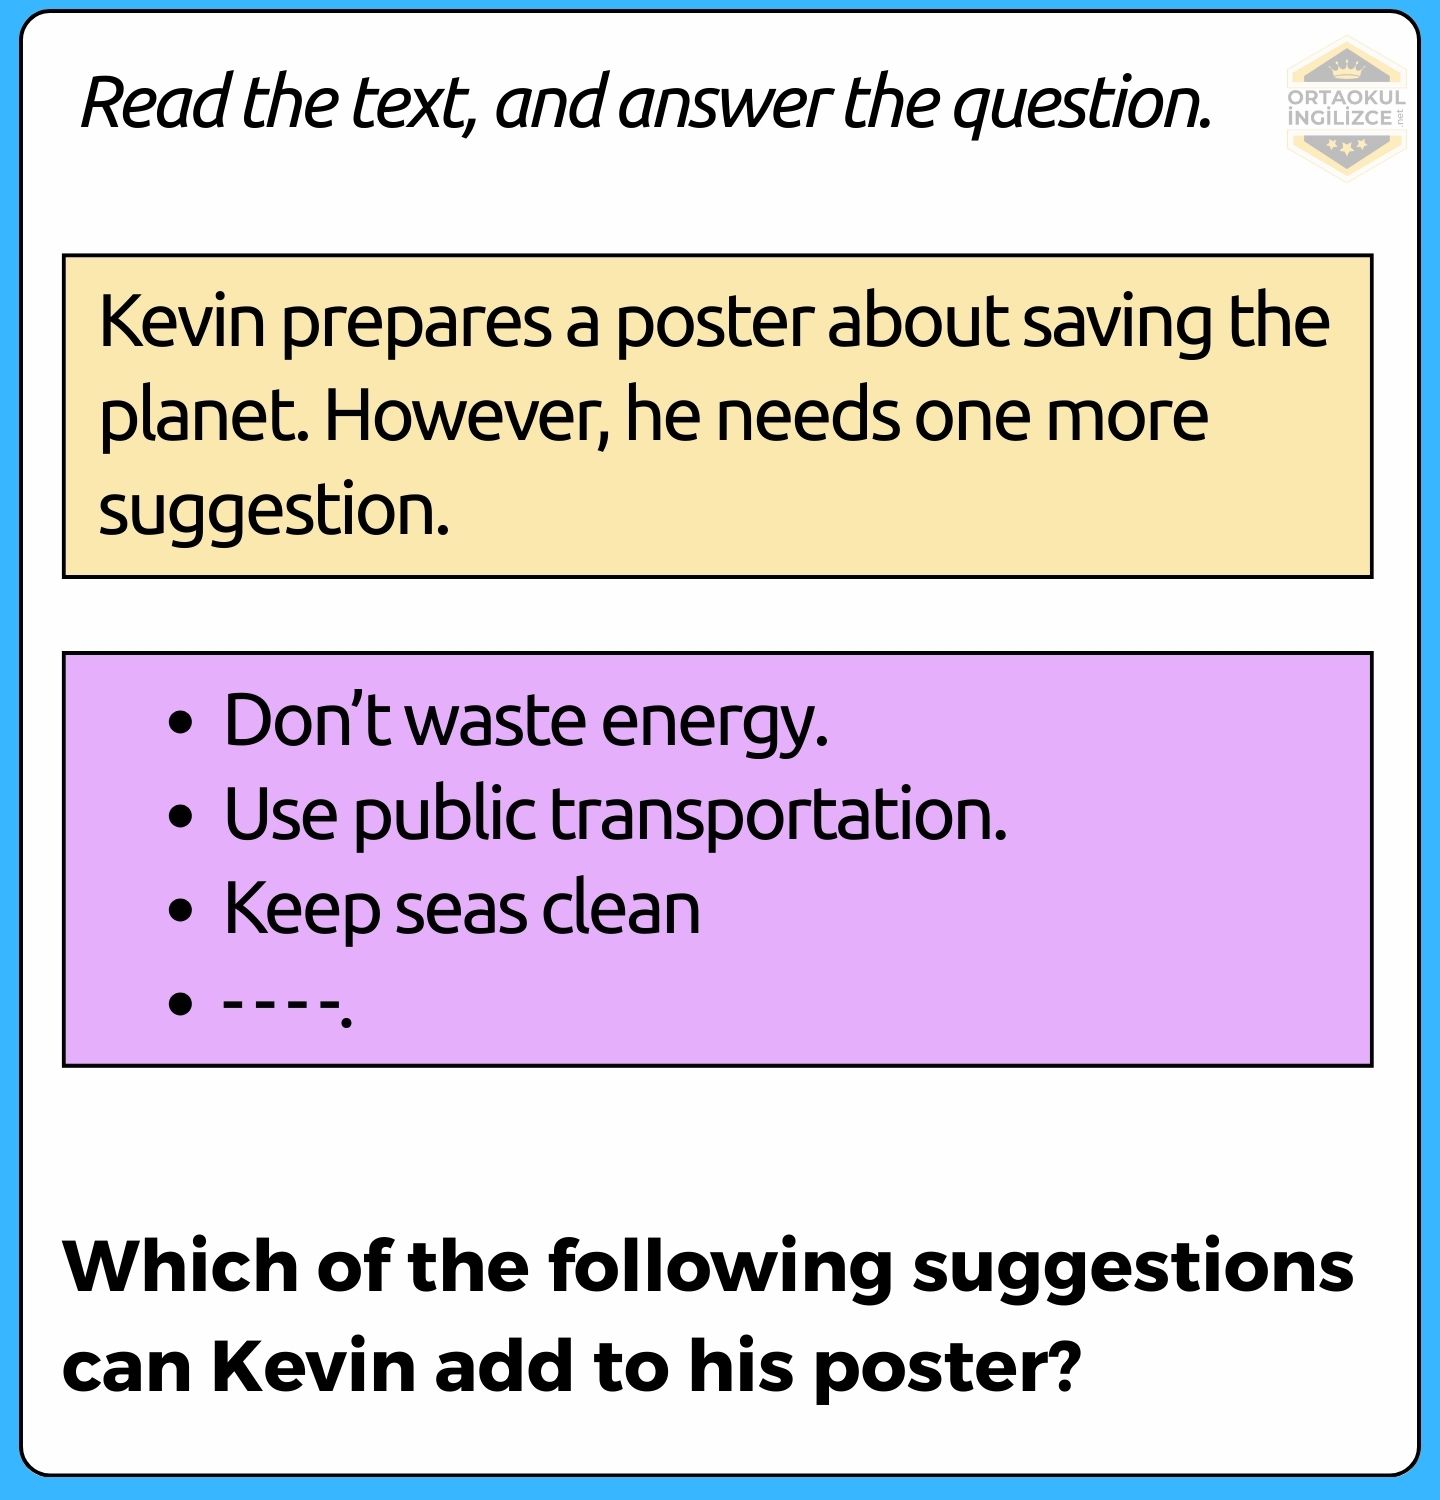 Read the text, and answer the question.
ORTAOKUL
İNGİLİZCE
.net
Kevin prepares a poster about saving the
planet. However, he needs one more
suggestion.
• Don’t waste energy.
• Use public transportation.
• Keep seas clean
• - - - -.
Which of the following suggestions
can Kevin add to his poster?